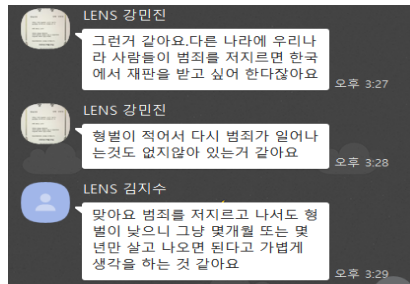 LENS 강민진
그런거 같아요.다른 나라에 우리나
라 사람들이 범죄를 저지르면 한국
에서 재판을 받고 싶어 한다잖아요
오후 3:27
LENS 강민진
형벌이 적어서 다시 범죄가 일어나
는것도 없지않아 있는거 같아요
오후 3:28
LENS 김지수
맞아요 범죄를 저지르고 나서도 형
벌이 낮으니 그냥 몇개월 또는 몇
년만 살고 나오면 된다고 가볍게
생각을 하는 것 같아요
오후 3:29